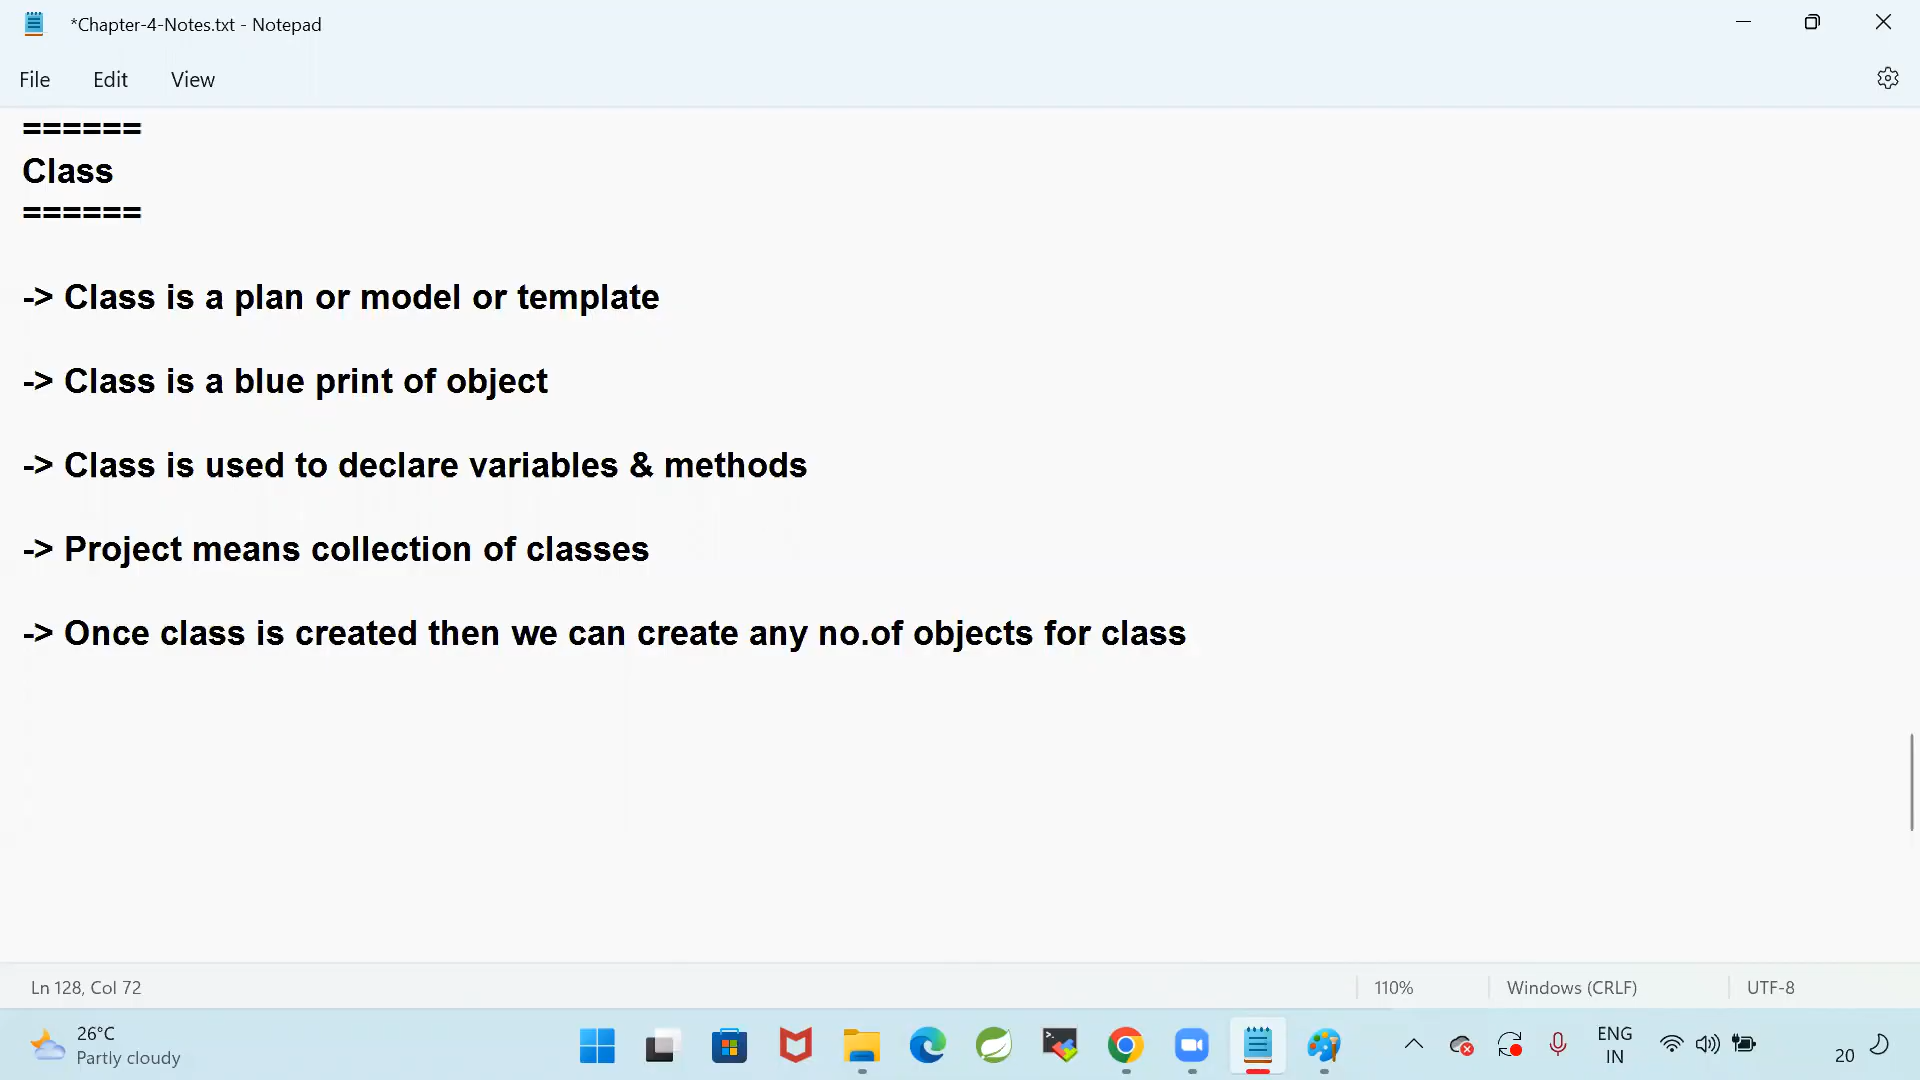 *Chapter-4-Notes.txt - Notepad
File Edit View
======
Class
======
-> Class is a plan or model or template
-> Class is a blue print of object
-> Class is used to declare variables & methods
-> Project means collection of classes
-> Once class is created then we can create any no.of objects for class
Ln 128, Col 72 110% Windows (CRLF) UTF-8
26°C
Partly cloudy
ENG
IN
20